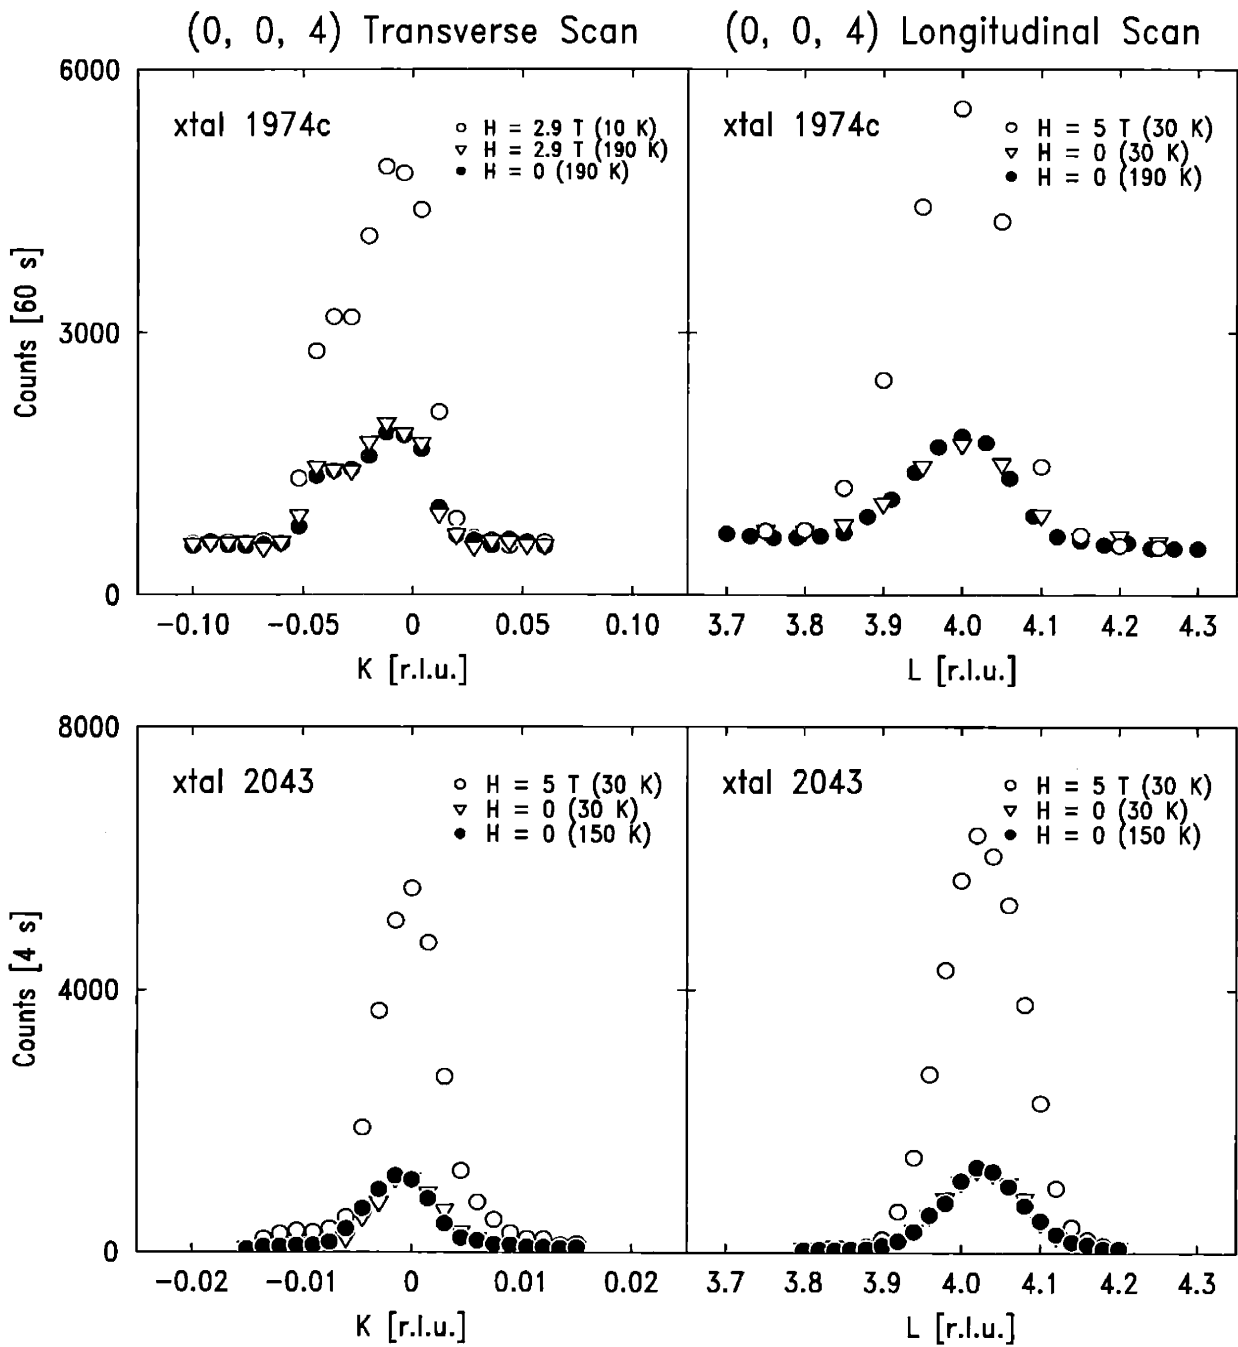 (0, 0, 4) Transverse Scan
(0, 0, 4) Longitudinal Scan
6000
3000
0
Counts [60 s]
xtal 1974c
H = 2.9 T (10 K)
H = 2.9 T (190 K)
H = 0 (190 K)
-0.10 -0.05 0 0.05 0.10
K [r.l.u.]
xtal 1974c
H = 5 T (30 K)
H = 0 (30 K)
H = 0 (190 K)
3.7 3.8 3.9 4.0 4.1 4.2 4.3
L [r.l.u.]
8000
4000
0
Counts [4 s]
xtal 2043
H = 5 T (30 K)
H = 0 (30 K)
H = 0 (150 K)
-0.02 -0.01 0 0.01 0.02
K [r.l.u.]
xtal 2043
H = 5 T (30 K)
H = 0 (30 K)
H = 0 (150 K)
3.7 3.8 3.9 4.0 4.1 4.2 4.3
L [r.l.u.]